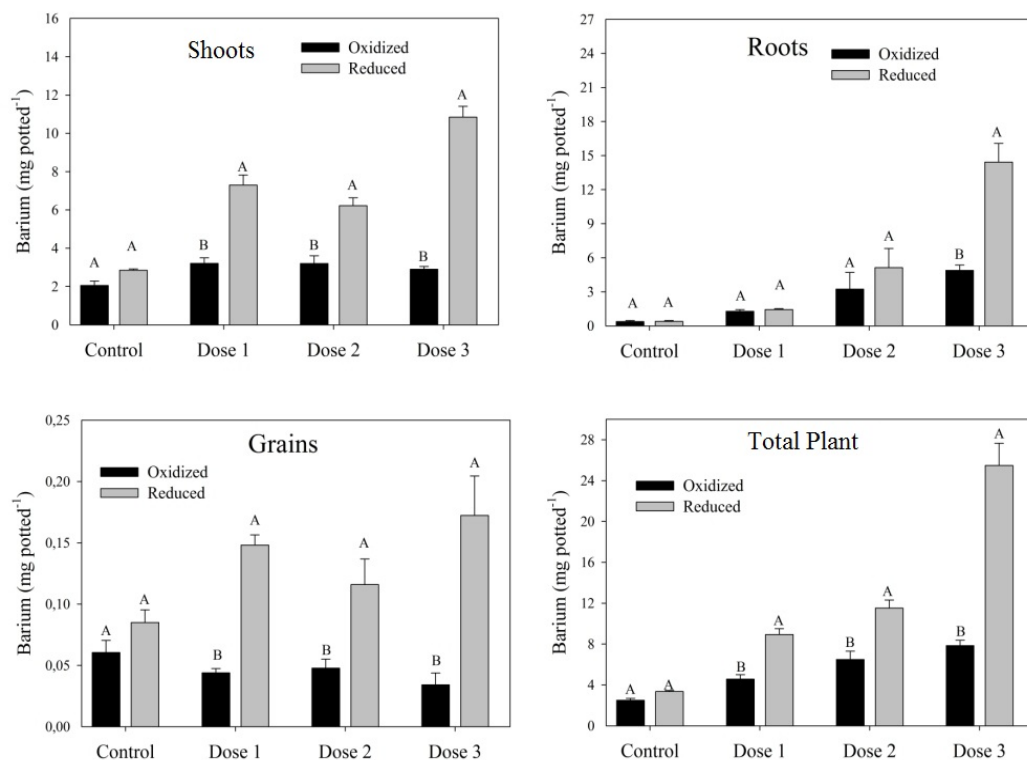 Shoots
Oxidized
Reduced
Barium (mg potted⁻¹)
16
14
12
10
8
6
4
2
0
A A B A B A B A
Control Dose 1 Dose 2 Dose 3
Roots
Oxidized
Reduced
Barium (mg potted⁻¹)
27
24
21
18
15
12
9
6
3
0
A A A A A A B A
Control Dose 1 Dose 2 Dose 3
Grains
Oxidized
Reduced
Barium (mg potted⁻¹)
0,25
0,20
0,15
0,10
0,05
0,00
A A B A B A B A
Control Dose 1 Dose 2 Dose 3
Total Plant
Oxidized
Reduced
Barium (mg potted⁻¹)
28
24
20
16
12
8
4
0
A A B A B A B A
Control Dose 1 Dose 2 Dose 3